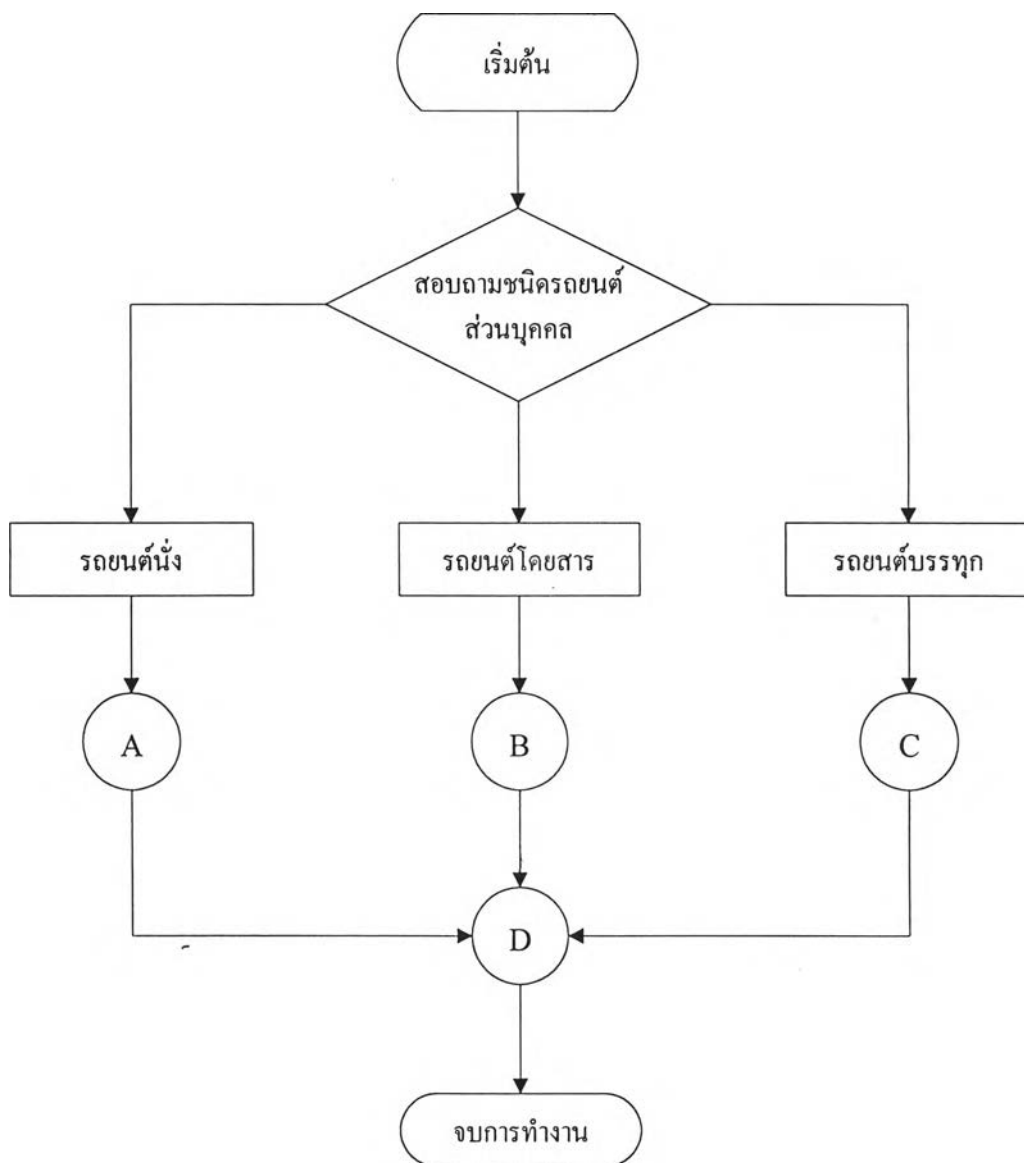 เริ่มต้น
สอบถามชนิดรถยนต์
ส่วนบุคคล
รถยนต์นั่ง
รถยนต์โดยสาร
รถยนต์บรรทุก
A
B
C
D
จบการทำงาน